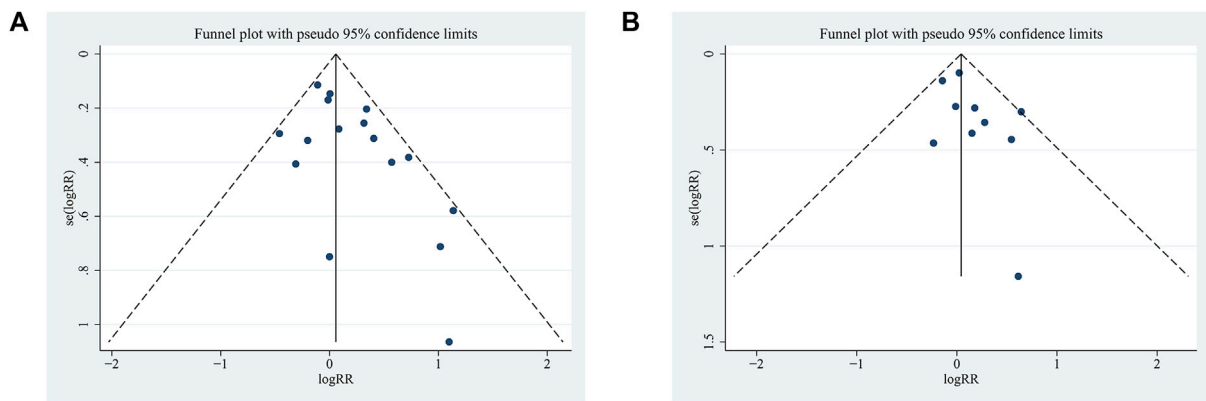 A
Funnel plot with pseudo 95% confidence limits
se(logRR)
0
.2
.4
.6
.8
1
−2
−1
0
1
2
logRR
B
Funnel plot with pseudo 95% confidence limits
se(logRR)
0
.5
1
1.5
−2
−1
0
1
2
logRR